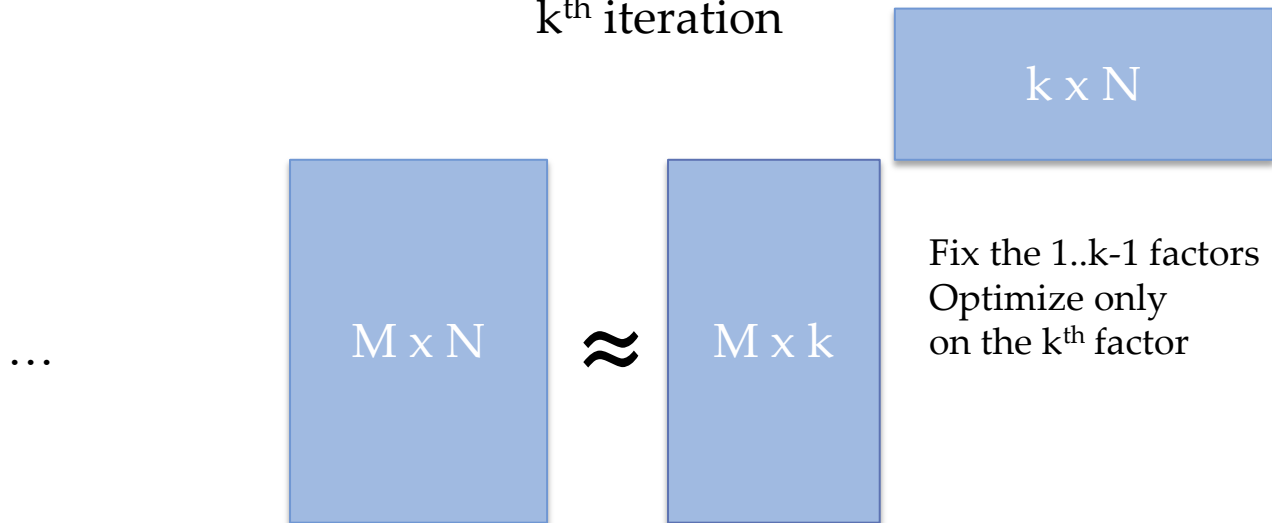 kᵗʰ iteration
k x N
Fix the 1..k-1 factors
Optimize only
on the kᵗʰ factor
… M x N ≈ M x k